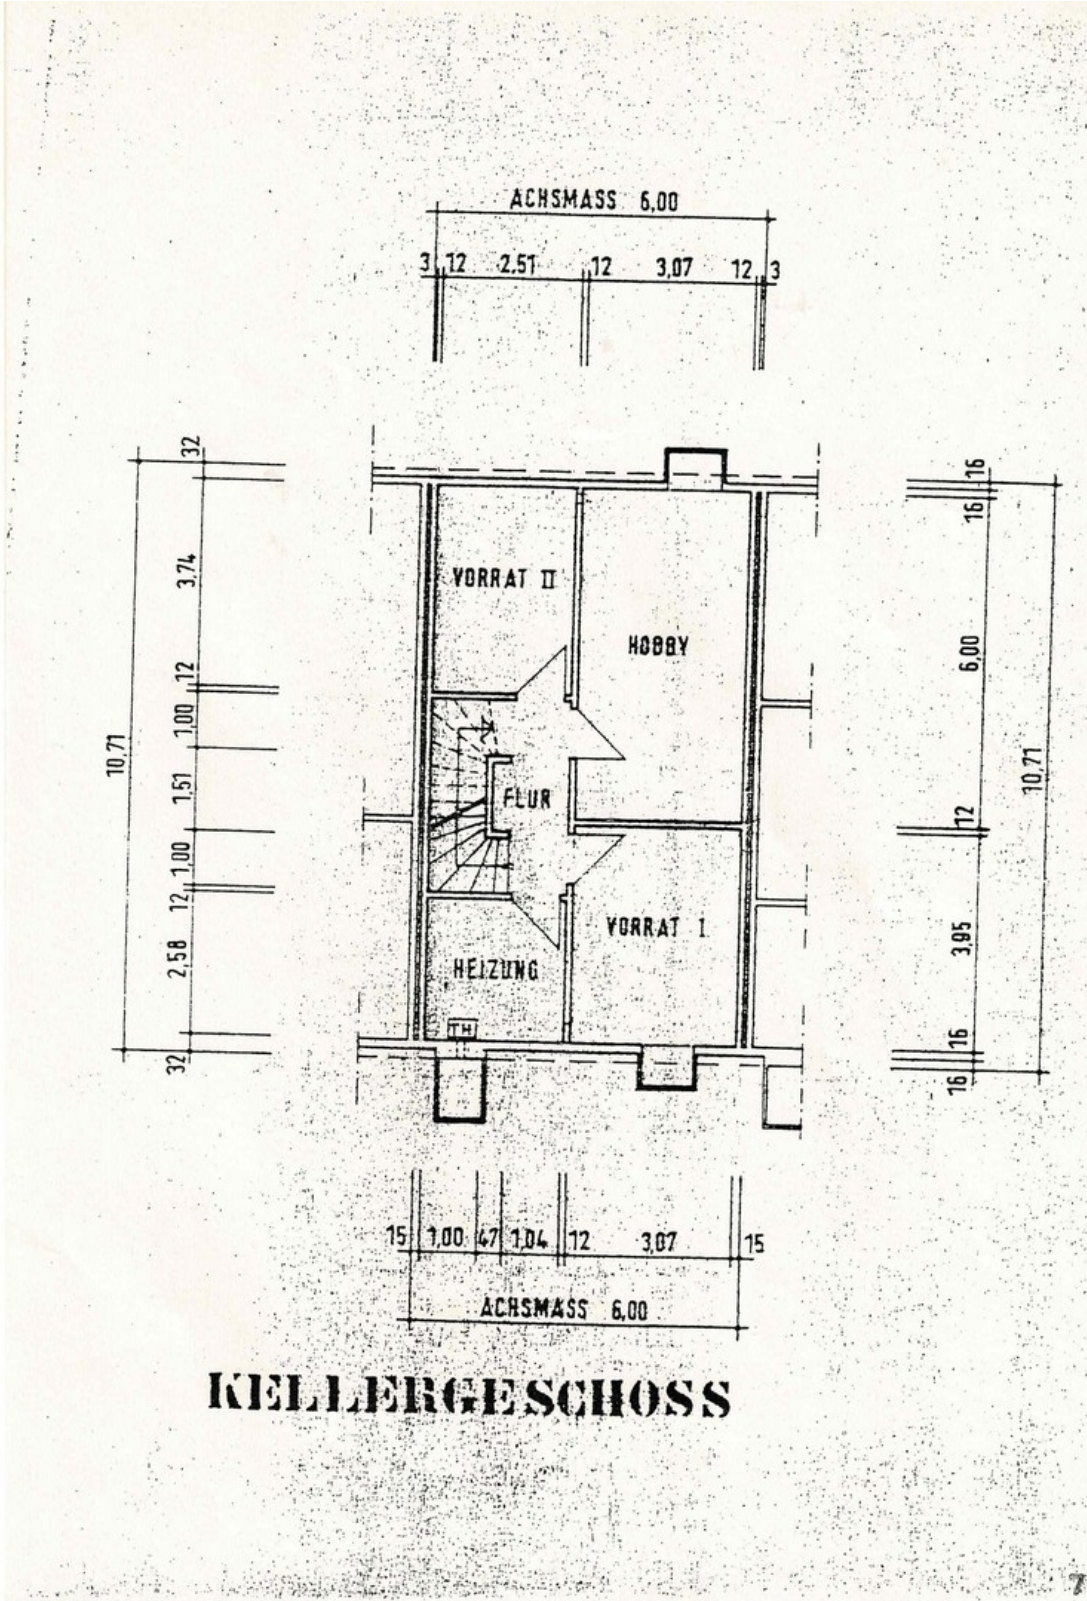 ACHSMASS 6,00
3 12 2,51 12 3,07 12 3
32
3,74
12
1,00
1,51
1,00
12
2,58
32
10,71
16
16
6,00
12
3,95
16
16
10,71
VORRAT II
HOBBY
FLUR
VORRAT I
HEIZUNG
TH
15 1,00 47 1,04 12 3,07 15
ACHSMASS 6,00
KELLERGESCHOSS
7